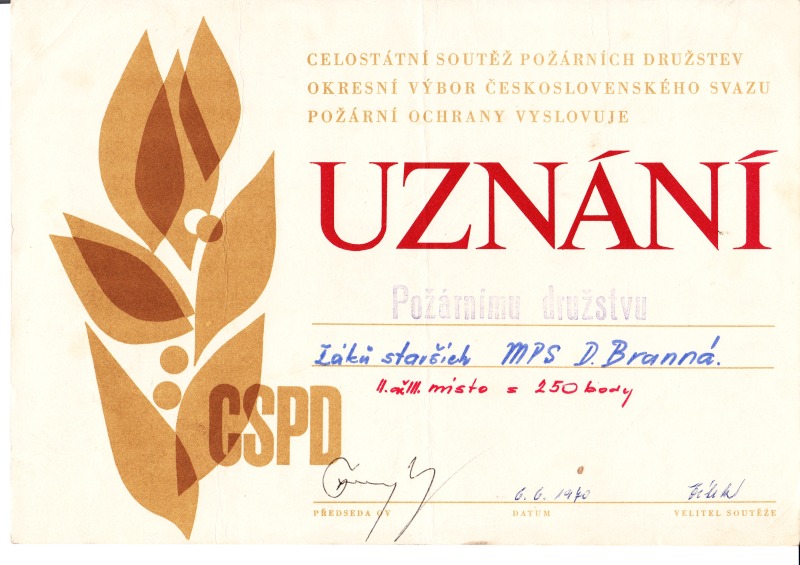 CELOSTÁTNÍ SOUTĚŽ POŽÁRNÍCH DRUŽSTEV
OKRESNÍ VÝBOR ČESKOSLOVENSKÉHO SVAZU
POŽÁRNÍ OCHRANY VYSLOVUJE
UZNÁNÍ
Požárnímu družstvu
žáků starších MPS D. Branná.
II. až III. místo s 250 body
CSPD
6. 6. 1970
PŘEDSEDA OV DATUM VELITEL SOUTĚŽE